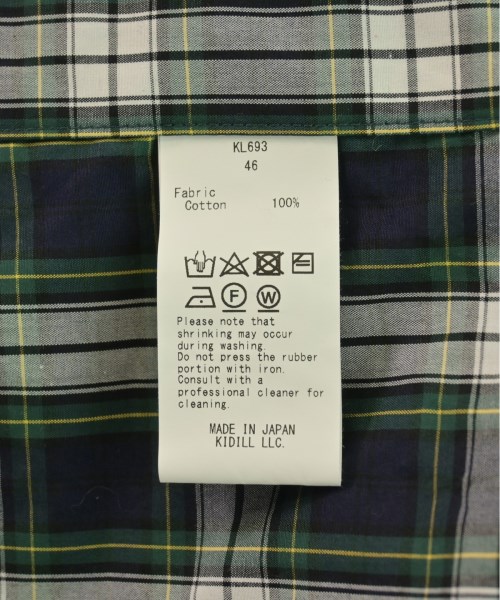 KL693
46
Fabric
Cotton 100%
F W
Please note that
shrinking may occur
during washing.
Do not press the rubber
portion with iron.
Consult with a
professional cleaner for
cleaning.
MADE IN JAPAN
KIDILL LLC.